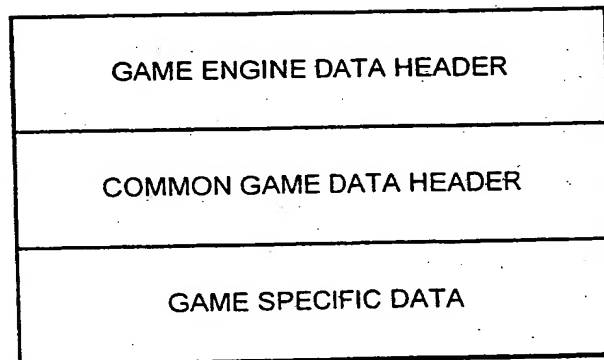 GAME ENGINE DATA HEADER
COMMON GAME DATA HEADER
GAME SPECIFIC DATA